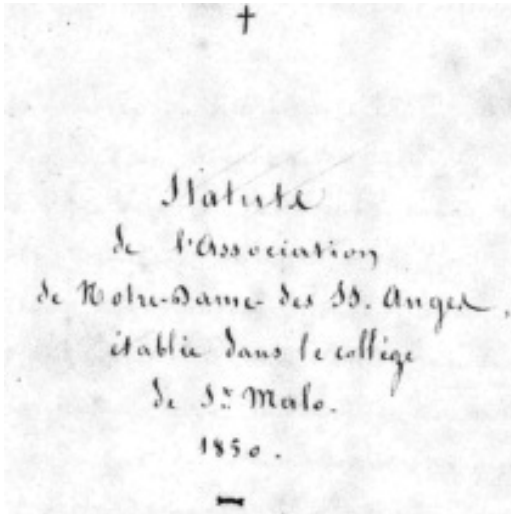 ✝
Statuts
de l'Association
de Notre-Dame des SS. Anges,
établie dans le collège
de St Malo.
1850.